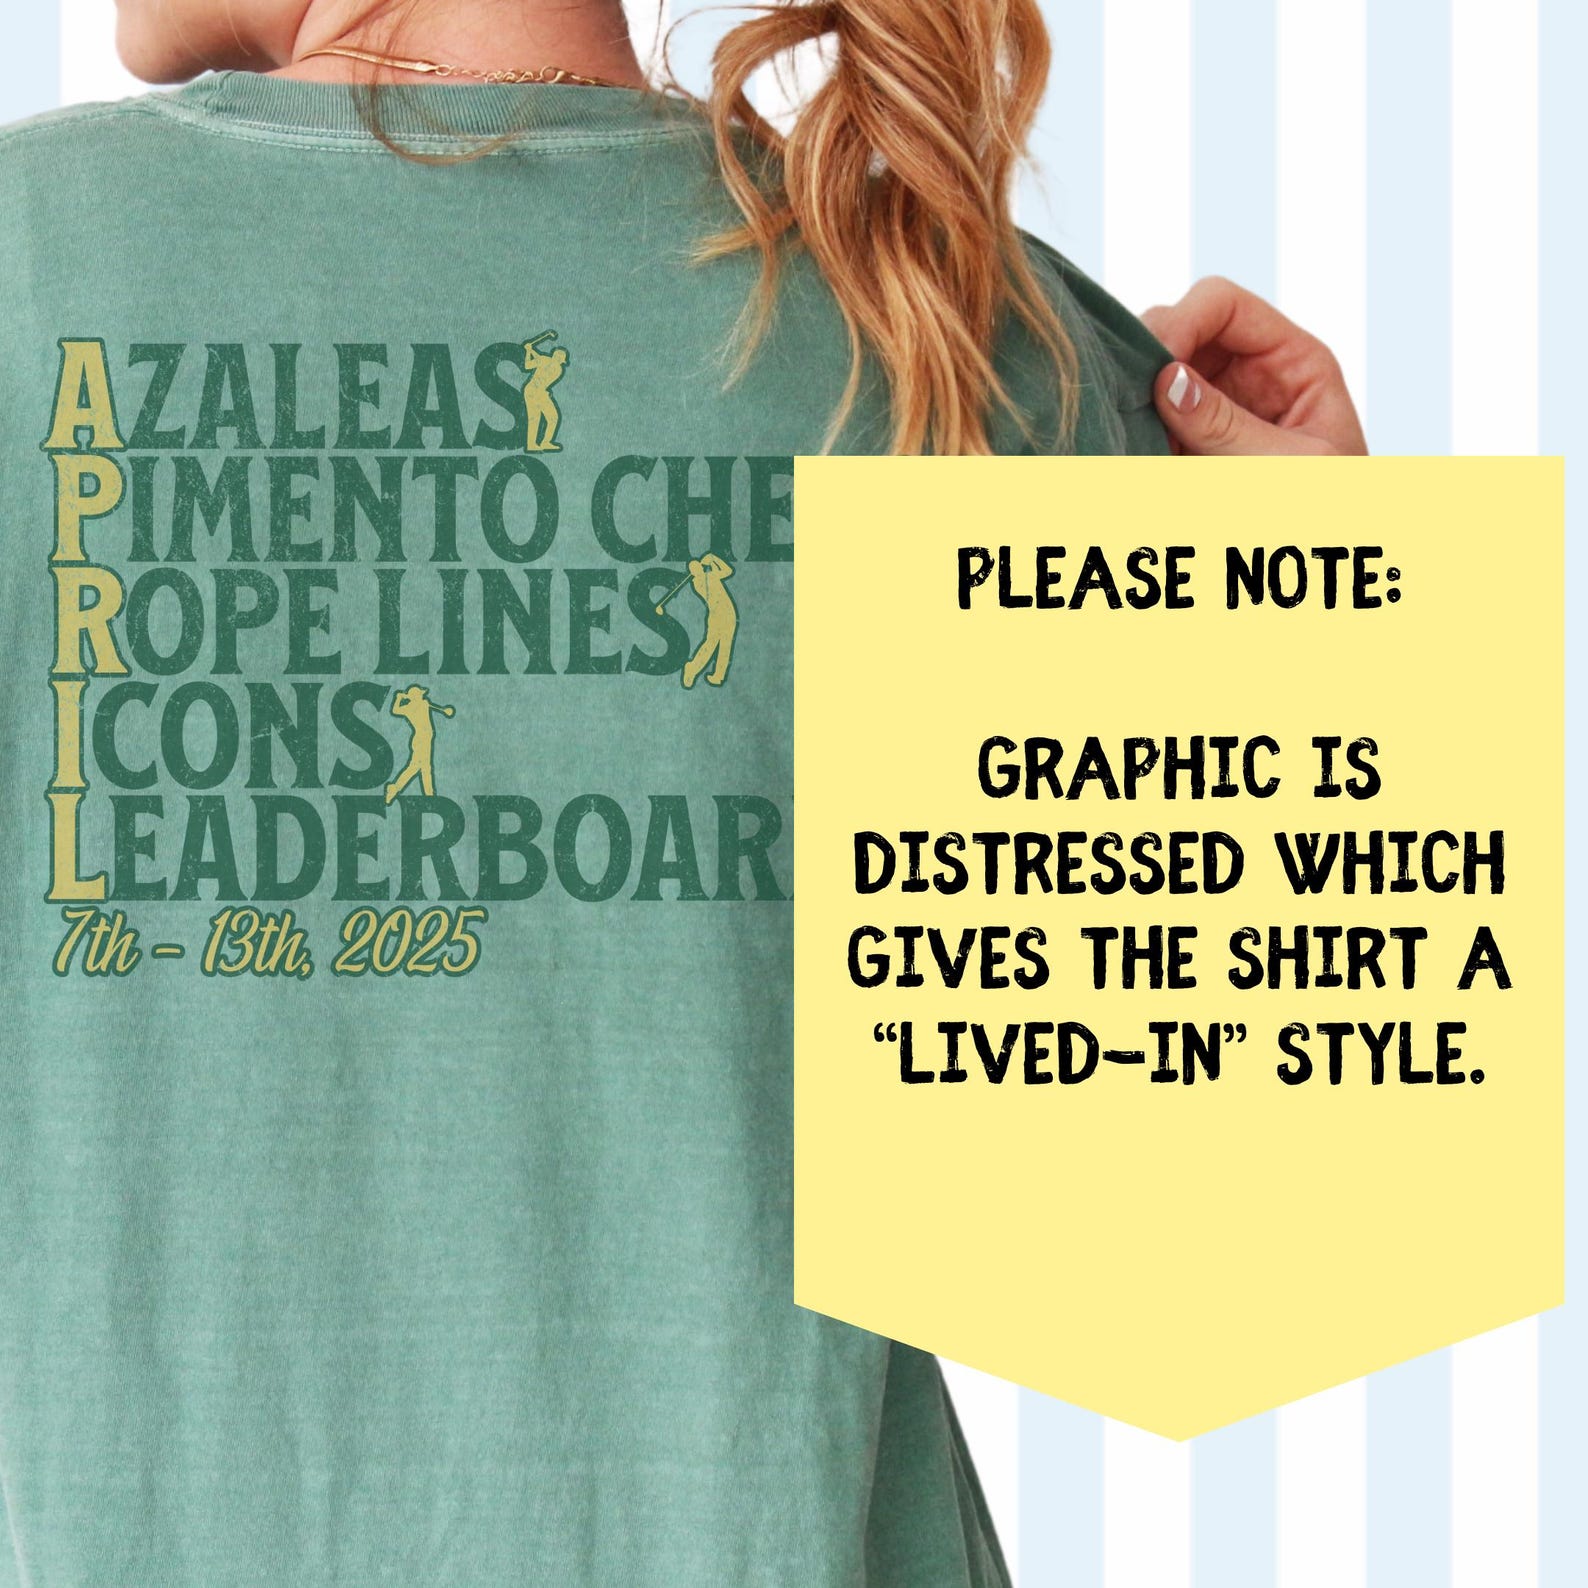 AZALEAS
PIMENTO CHE
ROPE LINES
ICONS
LEADERBOAR
7th - 13th, 2025
PLEASE NOTE:
GRAPHIC IS
DISTRESSED WHICH
GIVES THE SHIRT A
“LIVED-IN” STYLE.